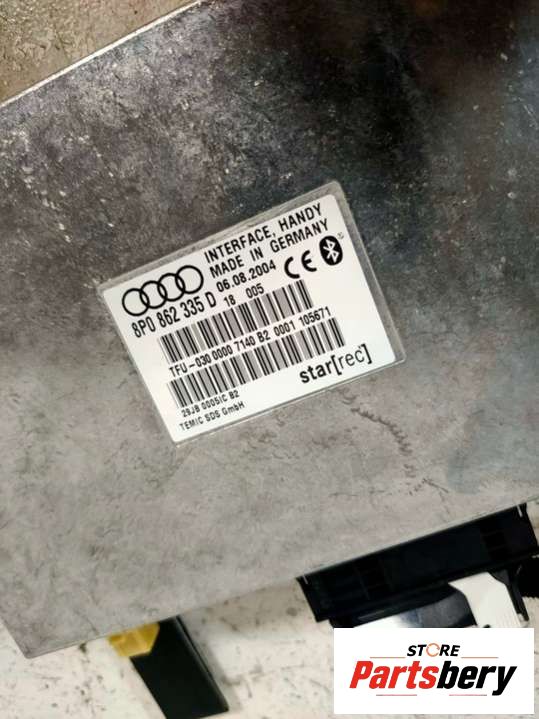 INTERFACE, HANDY
MADE IN GERMANY
8P0 862 335 D 06.08.2004
18 005
CE
TFU-030 0000 7140 B2 0001 105671
star[rec]
29JB 0005IC B2
TEMIC SDS GmbH
STORE
Partsbery